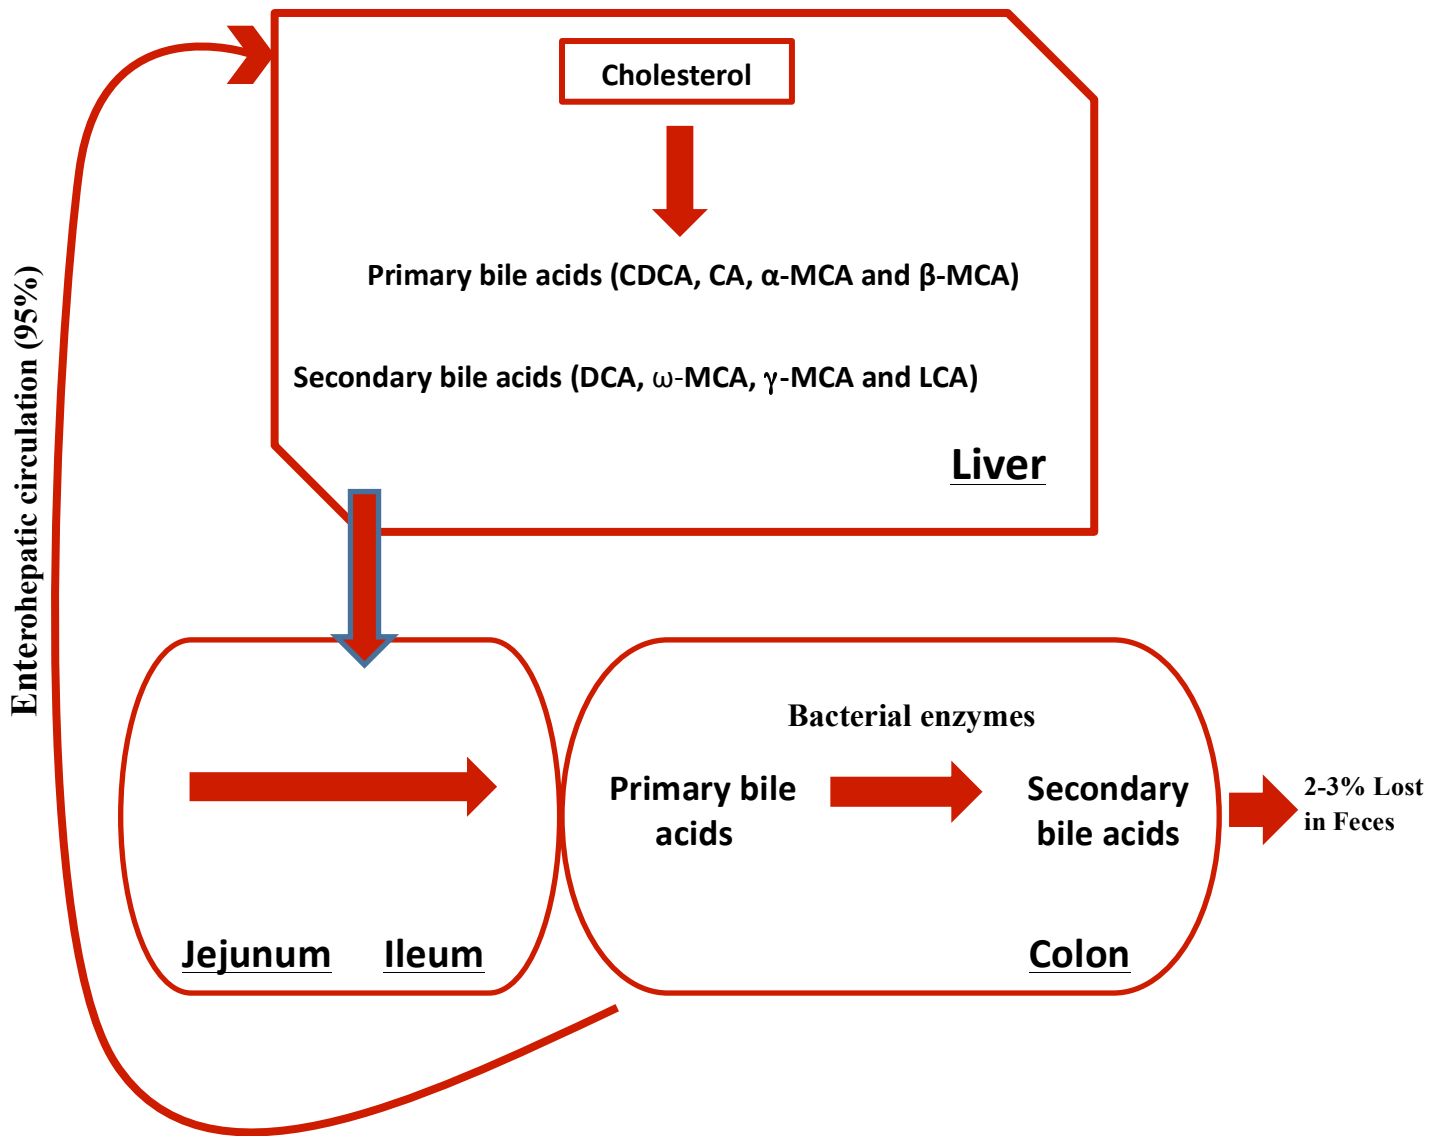 Cholesterol
Primary bile acids (CDCA, CA, α-MCA and β-MCA)
Secondary bile acids (DCA, ω-MCA, γ-MCA and LCA)
Liver
Enterohepatic circulation (95%)
Bacterial enzymes
Primary bile
acids
Secondary
bile acids
2-3% Lost
in Feces
Jejunum
Ileum
Colon